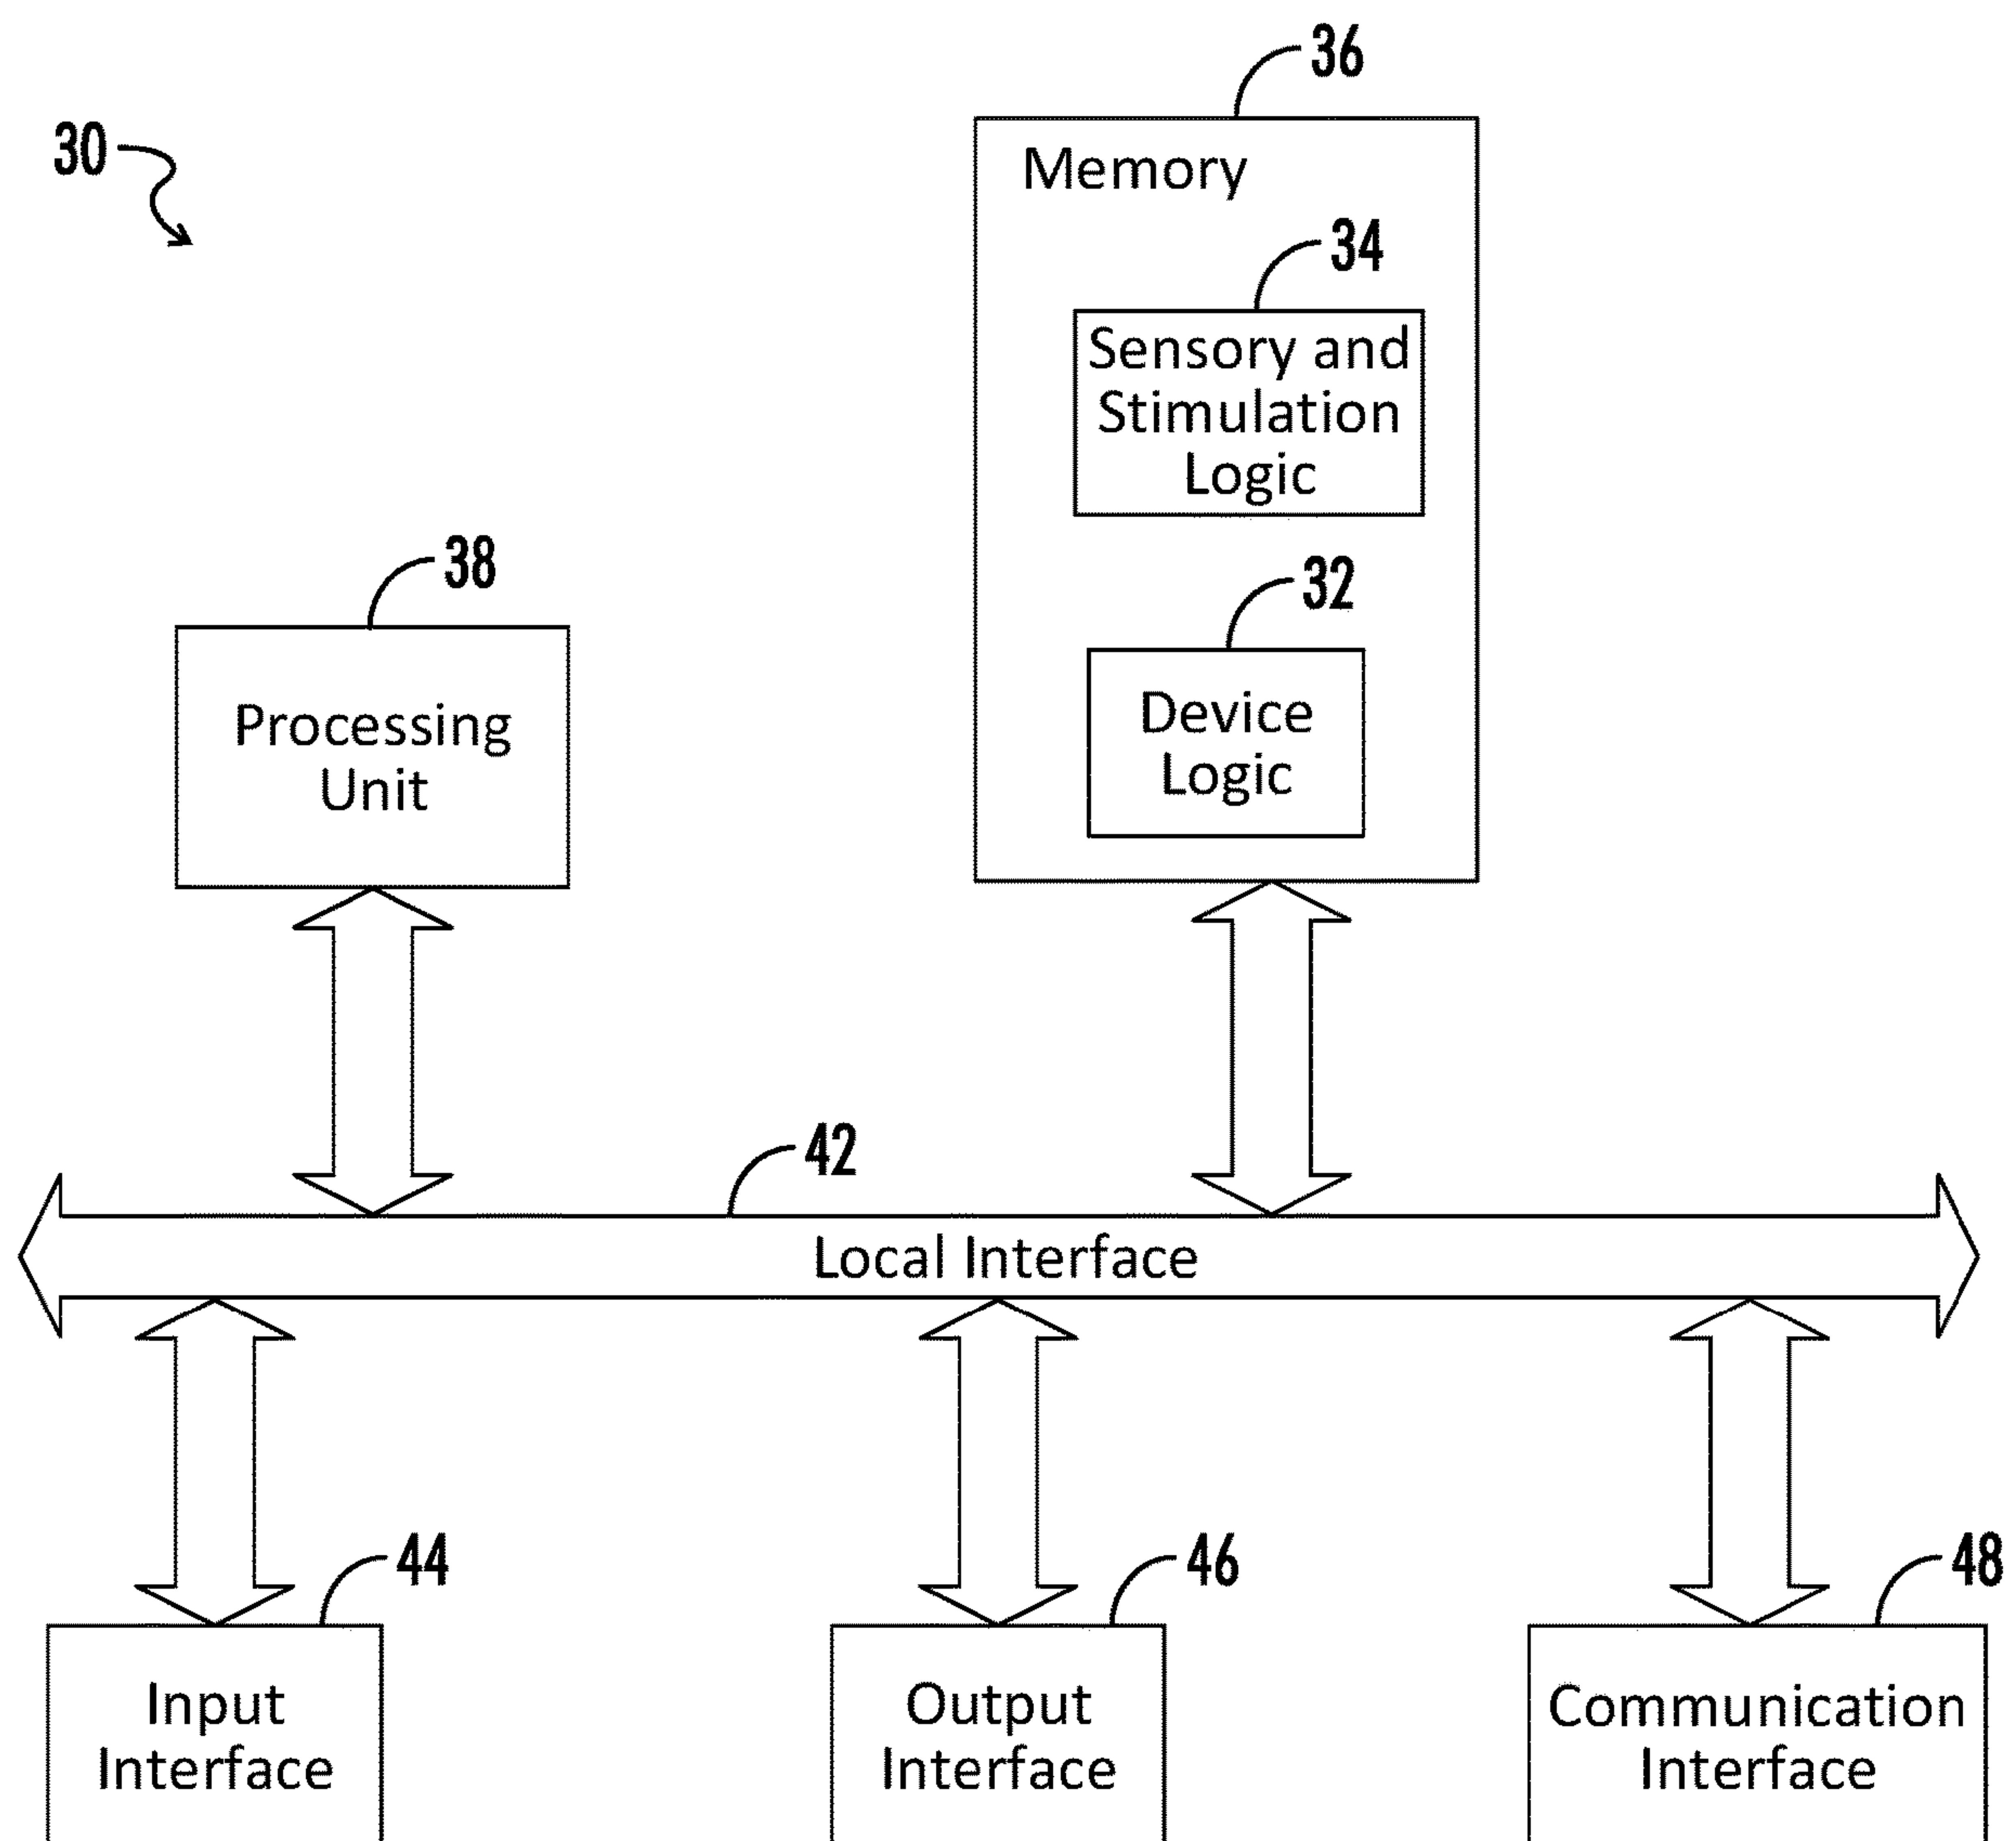 36
30
Memory
34
Sensory and
Stimulation
Logic
38
32
Processing
Unit
Device
Logic
42
Local Interface
44
46
48
Input
Interface
Output
Interface
Communication
Interface